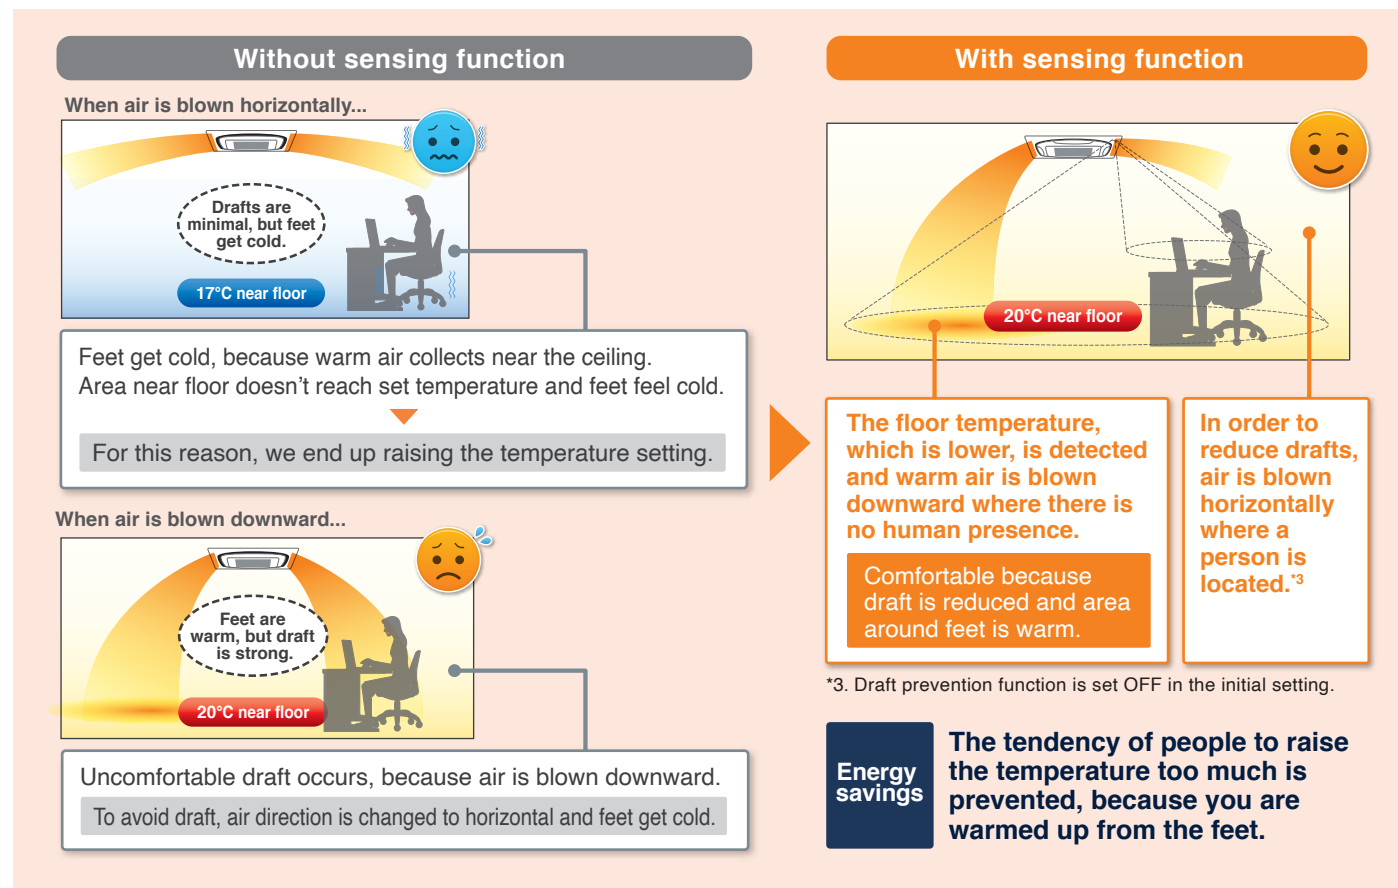 Without sensing function
When air is blown horizontally...
Drafts are
minimal, but feet
get cold.
17°C near floor
Feet get cold, because warm air collects near the ceiling.
Area near floor doesn’t reach set temperature and feet feel cold.
For this reason, we end up raising the temperature setting.
When air is blown downward...
Feet are
warm, but draft
is strong.
20°C near floor
Uncomfortable draft occurs, because air is blown downward.
To avoid draft, air direction is changed to horizontal and feet get cold.
With sensing function
20°C near floor
The floor temperature,
which is lower, is detected
and warm air is blown
downward where there is
no human presence.
Comfortable because
draft is reduced and area
around feet is warm.
In order to
reduce drafts,
air is blown
horizontally
where a
person is
located.*3
*3. Draft prevention function is set OFF in the initial setting.
Energy
savings
The tendency of people to raise
the temperature too much is
prevented, because you are
warmed up from the feet.